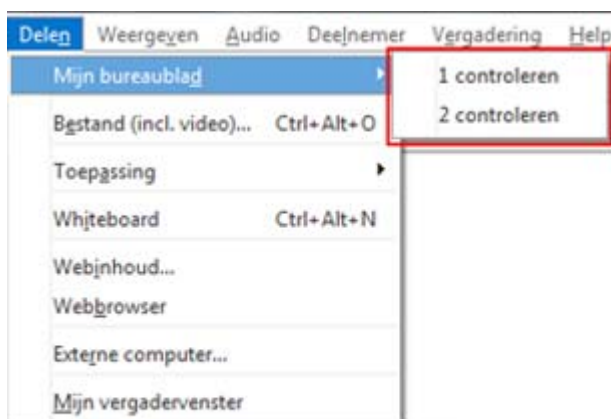 Delen Weergeven Audio Deelnemer Vergadering Help
Mijn bureaublad
1 controleren
2 controleren
Bestand (incl. video)... Ctrl+Alt+O
Toepassing
Whiteboard Ctrl+Alt+N
Webinhoud...
Webbrowser
Externe computer...
Mijn vergadervenster